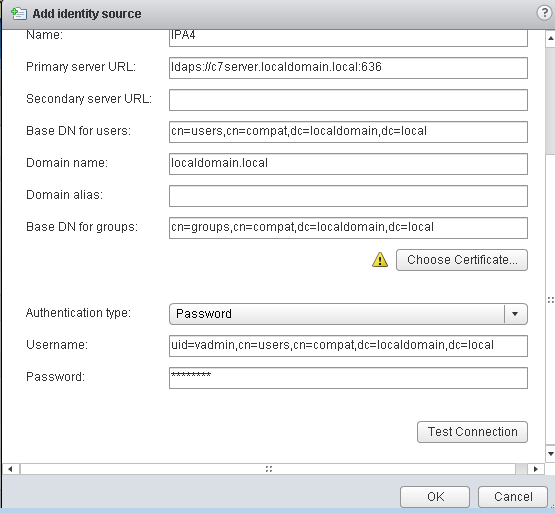 Add identity source
Name: IPA4
Primary server URL: ldaps://c7server.localdomain.local:636
Secondary server URL:
Base DN for users: cn=users,cn=compat,dc=localdomain,dc=local
Domain name: localdomain.local
Domain alias:
Base DN for groups: cn=groups,cn=compat,dc=localdomain,dc=local
Choose Certificate...
Authentication type: Password
Username: uid=vadmin,cn=users,cn=compat,dc=localdomain,dc=local
Password: ********
Test Connection
OK Cancel